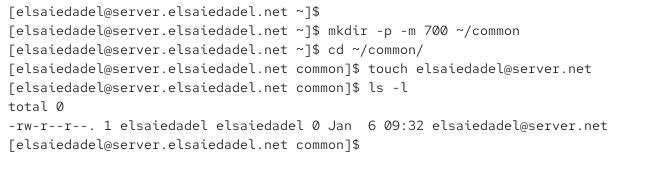 [elsaiedadel@server.elsaiedadel.net ~]$
[elsaiedadel@server.elsaiedadel.net ~]$ mkdir -p -m 700 ~/common
[elsaiedadel@server.elsaiedadel.net ~]$ cd ~/common/
[elsaiedadel@server.elsaiedadel.net common]$ touch elsaiedadel@server.net
[elsaiedadel@server.elsaiedadel.net common]$ ls -l
total 0
-rw-r--r--. 1 elsaiedadel elsaiedadel 0 Jan  6 09:32 elsaiedadel@server.net
[elsaiedadel@server.elsaiedadel.net common]$